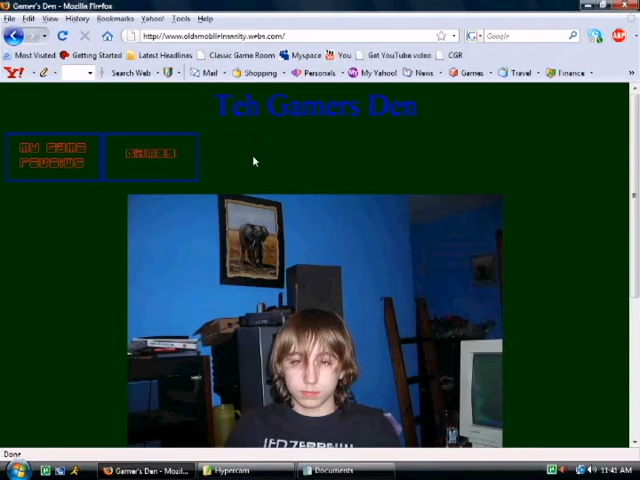 Gamer's Den - Mozilla Firefox
File Edit View History Bookmarks Yahoo! Tools Help
http://www.oldsmobileinsanity.webs.com/
Google
Most Visited Getting Started Latest Headlines Classic Game Room Myspace You Get YouTube video CGR
Y! Search Web Mail Shopping Personals My Yahoo! News Games Travel Finance
Teh Gamers Den
MY GAME
REVEIWS
LED ZEPPELIN
Done
Gamer's Den - Mozil... Hypercam Documents 11:41 AM